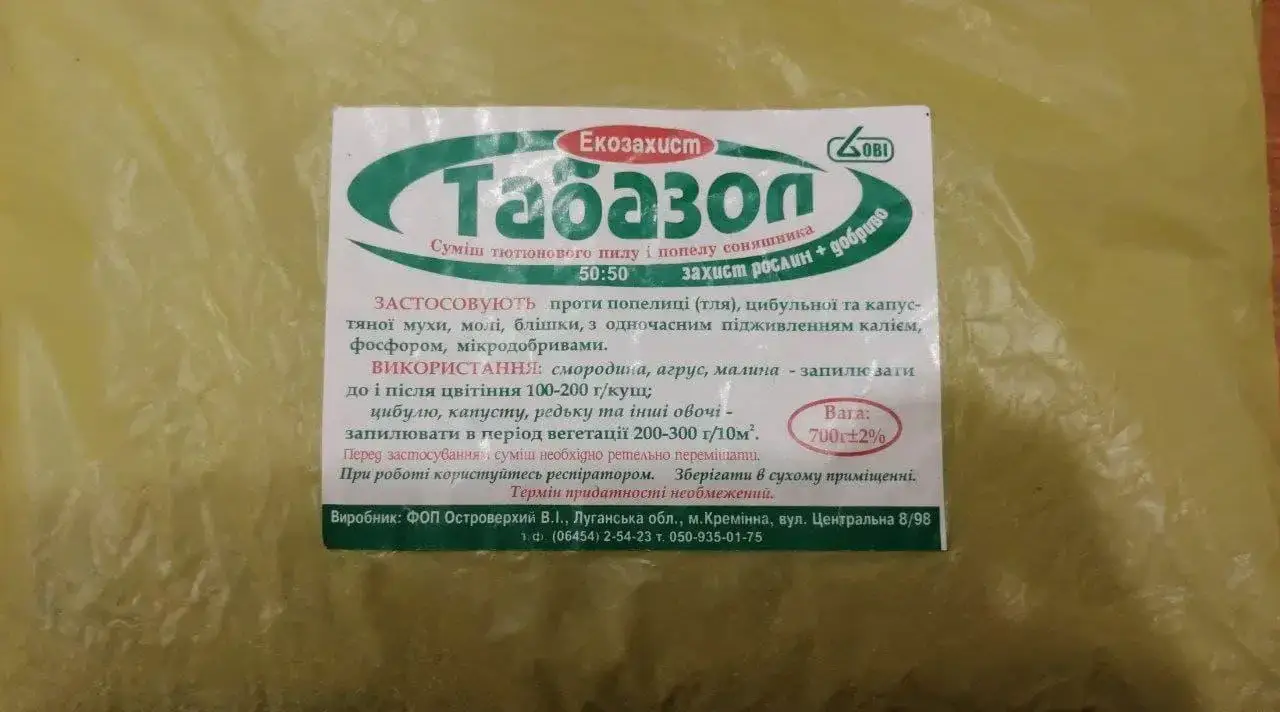 Екозахист
ОВІ
Табазол
Суміш тютюнового пилу і попелу соняшника
50:50 захист рослин + добриво
ЗАСТОСОВУЮТЬ проти попелиці (тля), цибульної та капус-
тяної мухи, молі, блішки, з одночасним підживленням калієм,
фосфором, мікродобривами.
ВИКОРИСТАННЯ: смородина, агрус, малина - запилювати
до і після цвітіння 100-200 г/кущ;
цибулю, капусту, редьку та інші овочі -
запилювати в період вегетації 200-300 г/10м².
Вага:
700г±2%
Перед застосуванням суміш необхідно ретельно перемішати.
При роботі користуйтесь респіратором. Зберігати в сухому приміщенні.
Термін придатності необмежений.
Виробник: ФОП Островерхий В.І., Луганська обл., м.Кремінна, вул. Центральна 8/98
т.ф. (06454) 2-54-23 т. 050-935-01-75